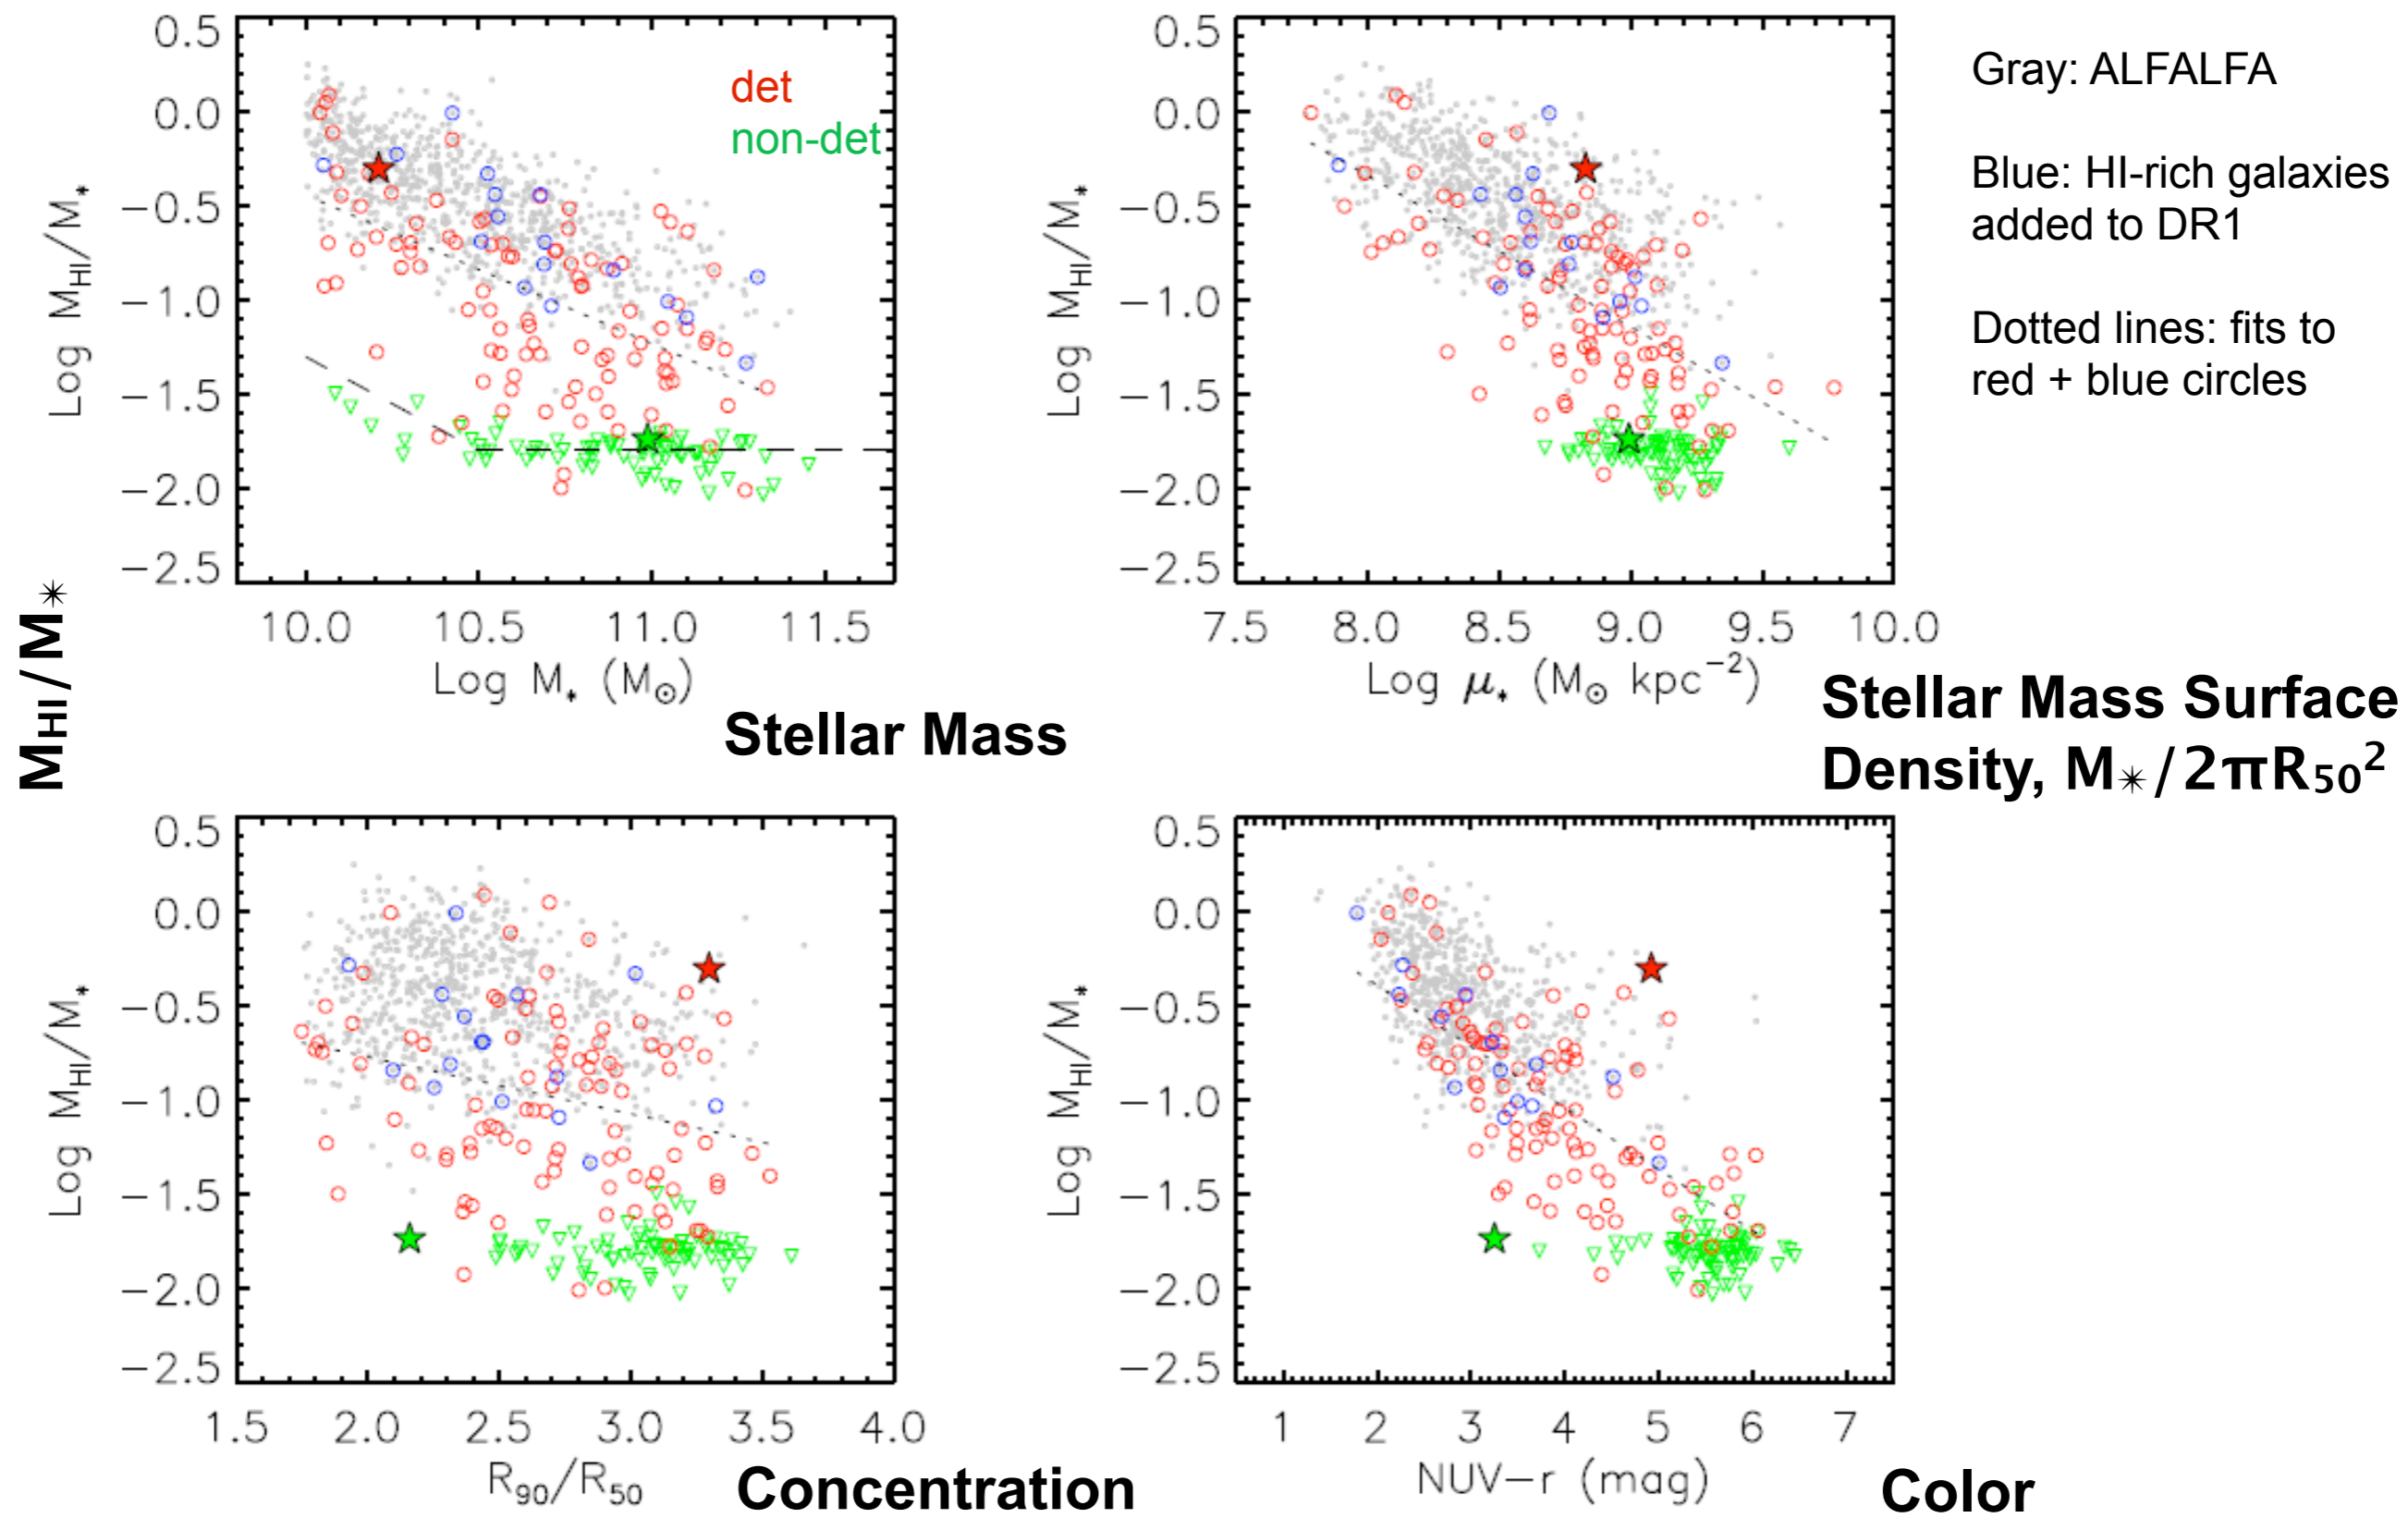 0.5
0.0
−0.5
−1.0
−1.5
−2.0
−2.5
Log M_HI/M_*
det
non-det
10.0 10.5 11.0 11.5
Log M_* (M_⊙)
Stellar Mass
0.5
0.0
−0.5
−1.0
−1.5
−2.0
−2.5
Log M_HI/M_*
7.5 8.0 8.5 9.0 9.5 10.0
Log μ_* (M_⊙ kpc⁻²)
Stellar Mass Surface
Density, M✴/2πR₅₀²
Gray: ALFALFA
Blue: HI-rich galaxies
added to DR1
Dotted lines: fits to
red + blue circles
M_HI/M✴
0.5
0.0
−0.5
−1.0
−1.5
−2.0
−2.5
Log M_HI/M_*
1.5 2.0 2.5 3.0 3.5 4.0
R₉₀/R₅₀
Concentration
0.5
0.0
−0.5
−1.0
−1.5
−2.0
−2.5
Log M_HI/M_*
1 2 3 4 5 6 7
NUV−r (mag)
Color